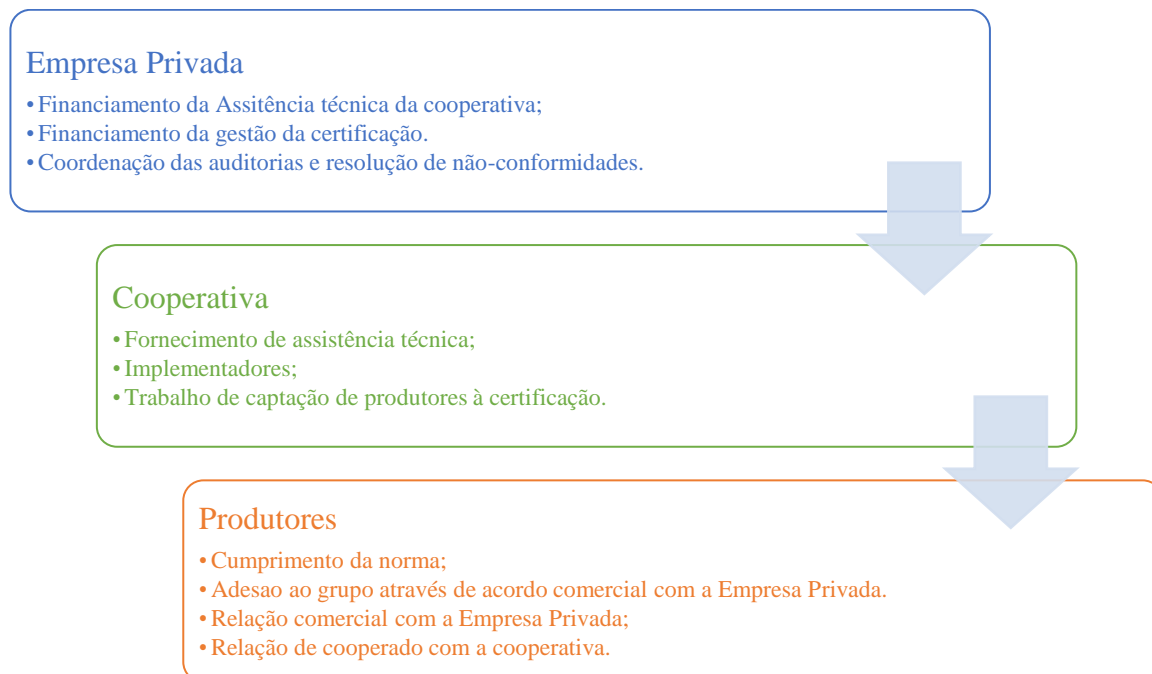 Empresa Privada
• Financiamento da Assitência técnica da cooperativa;
• Financiamento da gestão da certificação.
• Coordenação das auditorias e resolução de não-conformidades.
Cooperativa
• Fornecimento de assistência técnica;
• Implementadores;
• Trabalho de captação de produtores à certificação.
Produtores
• Cumprimento da norma;
• Adesao ao grupo através de acordo comercial com a Empresa Privada.
• Relação comercial com a Empresa Privada;
• Relação de cooperado com a cooperativa.